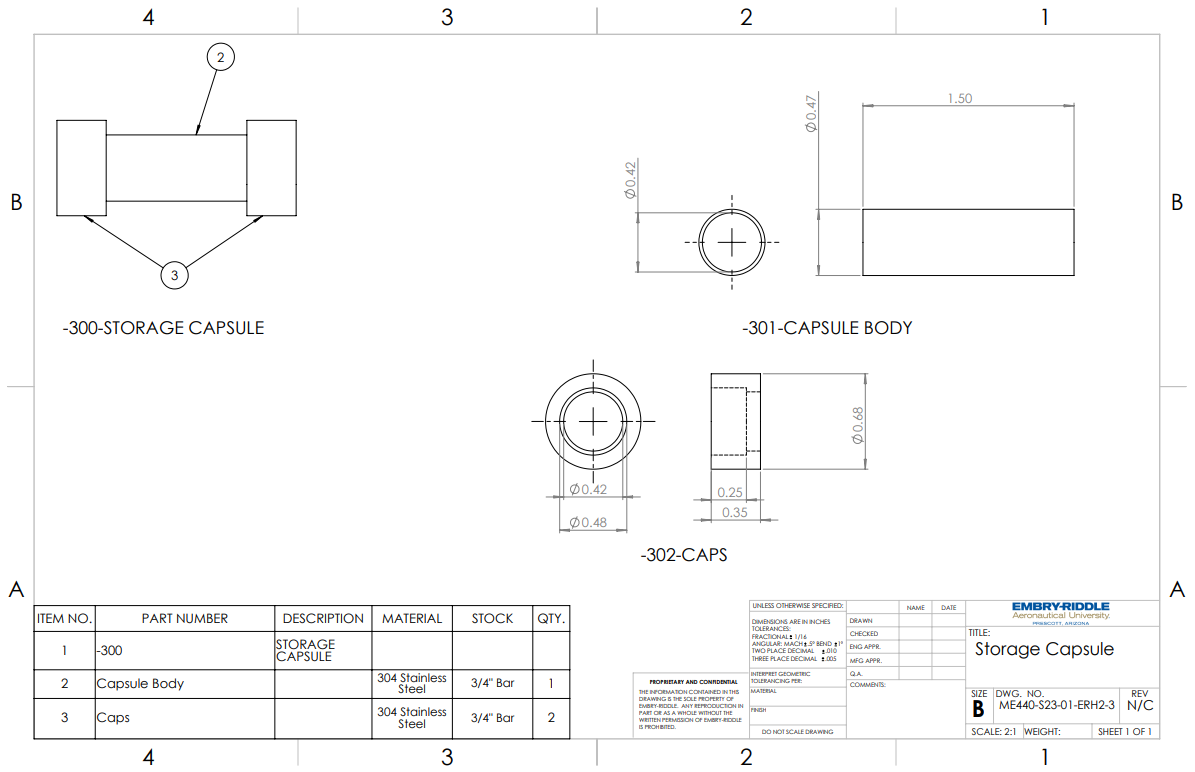 4 3 2 1
2
1.50
Ø0.47
Ø0.42
B B
3
-300-STORAGE CAPSULE
-301-CAPSULE BODY
Ø0.68
Ø0.42
0.25
Ø0.48
0.35
-302-CAPS
A A
ITEM NO. PART NUMBER DESCRIPTION MATERIAL STOCK QTY.
1 -300 STORAGE CAPSULE
2 Capsule Body 304 Stainless Steel 3/4" Bar 1
3 Caps 304 Stainless Steel 3/4" Bar 2
PROPRIETARY AND CONFIDENTIAL
THE INFORMATION CONTAINED IN THIS
DRAWING IS THE SOLE PROPERTY OF
EMBRY-RIDDLE. ANY REPRODUCTION IN
PART OR AS A WHOLE WITHOUT THE
WRITTEN PERMISSION OF EMBRY-RIDDLE
IS PROHIBITED.
UNLESS OTHERWISE SPECIFIED:
DIMENSIONS ARE IN INCHES
TOLERANCES:
FRACTIONAL± 1/16
ANGULAR: MACH±.5° BEND ±1°
TWO PLACE DECIMAL ±.010
THREE PLACE DECIMAL ±.005
INTERPRET GEOMETRIC
TOLERANCING PER:
MATERIAL
FINISH
DO NOT SCALE DRAWING
NAME DATE
DRAWN
CHECKED
ENG APPR.
MFG APPR.
Q.A.
COMMENTS:
EMBRY-RIDDLE
Aeronautical University.
PRESCOTT, ARIZONA
TITLE:
Storage Capsule
SIZE DWG. NO. REV
B ME440-S23-01-ERH2-3 N/C
SCALE: 2:1 WEIGHT: SHEET 1 OF 1
4 3 2 1